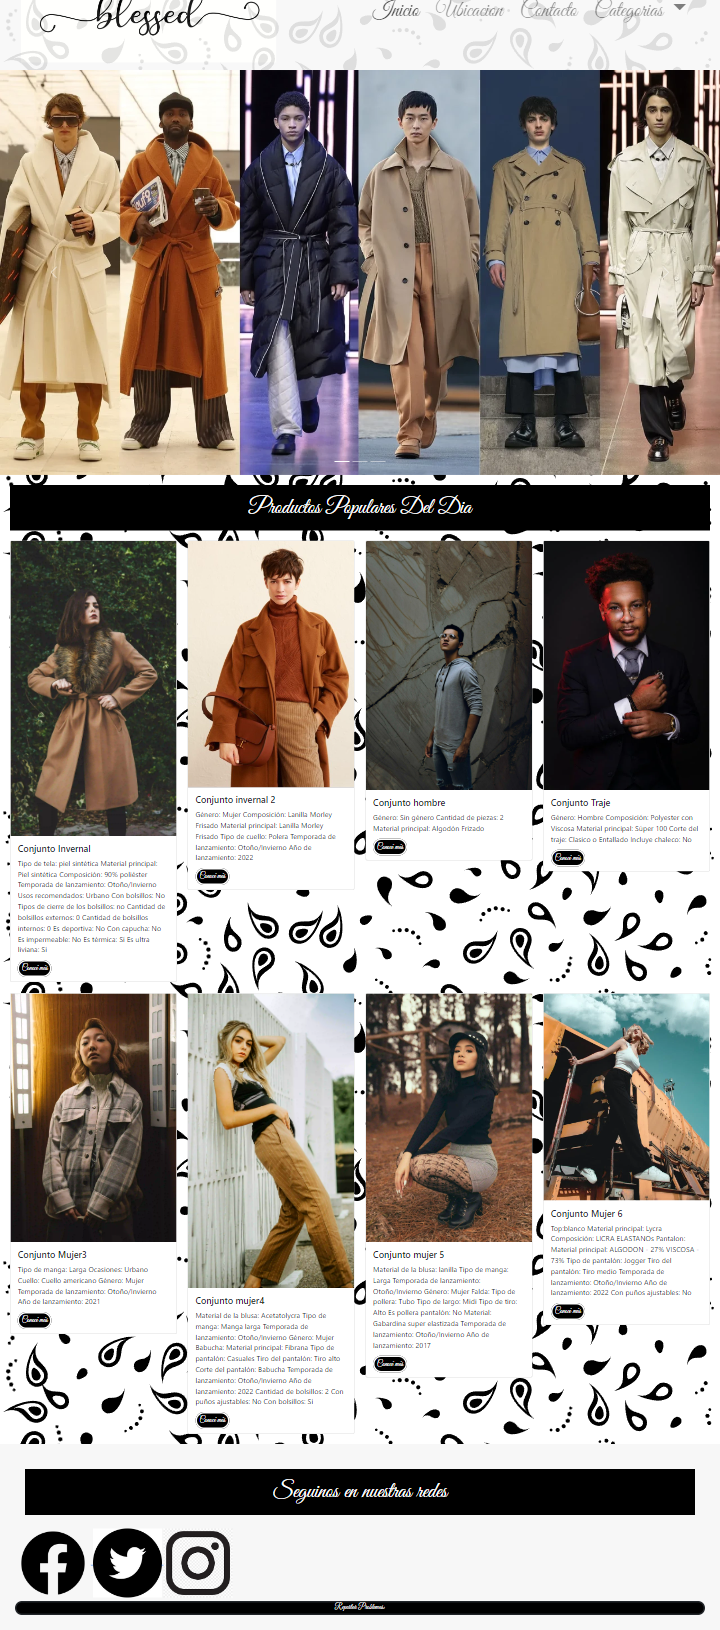 blessed
Inicio Ubicacion Contacto Categorias
Productos Populares Del Dia
Conjunto Invernal
Tipo de tela: piel sintética Material principal:
Piel sintética Composición: 90% poliéster
Temporada de lanzamiento: Otoño/Invierno
Usos recomendados: Urbano Con bolsillos: No
Tipos de cierre de los bolsillos: no Cantidad de
bolsillos externos: 0 Cantidad de bolsillos
internos: 0 Es deportiva: No Con capucha: No
Es impermeable: No Es térmica: Si Es ultra
liviana: Si
Conocé más
Conjunto invernal 2
Género: Mujer Composición: Lanilla Morley
Frisado Material principal: Lanilla Morley
Frisado Tipo de cuello: Polera Temporada de
lanzamiento: Otoño/Invierno Año de
lanzamiento: 2022
Conocé más
Conjunto hombre
Género: Sin género Cantidad de piezas: 2
Material principal: Algodón Frizado
Conocé más
Conjunto Traje
Género: Hombre Composición: Polyester con
Viscosa Material principal: Súper 100 Corte del
traje: Clasico o Entallado Incluye chaleco: No
Conocé más
Conjunto Mujer3
Tipo de manga: Larga Ocasiones: Urbano
Cuello: Cuello americano Género: Mujer
Temporada de lanzamiento: Otoño/Invierno
Año de lanzamiento: 2021
Conocé más
Conjunto mujer4
Material de la blusa: Acetatolycra Tipo de
manga: Manga larga Temporada de
lanzamiento: Otoño/Invierno Género: Mujer
Babucha: Material principal: Fibrana Tipo de
pantalón: Casuales Tiro del pantalón: Tiro alto
Corte del pantalón: Babucha Temporada de
lanzamiento: Otoño/Invierno Año de
lanzamiento: 2022 Cantidad de bolsillos: 2 Con
puños ajustables: No Con bolsillos: Si
Conocé más
Conjunto mujer 5
Material de la blusa: lanilla Tipo de manga:
Larga Temporada de lanzamiento:
Otoño/Invierno Género: Mujer Falda: Tipo de
pollera: Tubo Tipo de largo: Midi Tipo de tiro:
Alto Es pollera pantalón: No Material:
Gabardina super elastizada Temporada de
lanzamiento: Otoño/Invierno Año de
lanzamiento: 2017
Conocé más
Conjunto Mujer 6
Top:blanco Material principal: Lycra
Composición: LICRA ELASTANOs Pantalon:
Material principal: ALGODON - 27% VISCOSA
73% Tipo de pantalón: Jogger Tiro del
pantalón: Tiro medio Temporada de
lanzamiento: Otoño/Invierno Año de
lanzamiento: 2022 Con puños ajustables: No
Conocé más
Seguinos en nuestras redes
Reportar Problemas